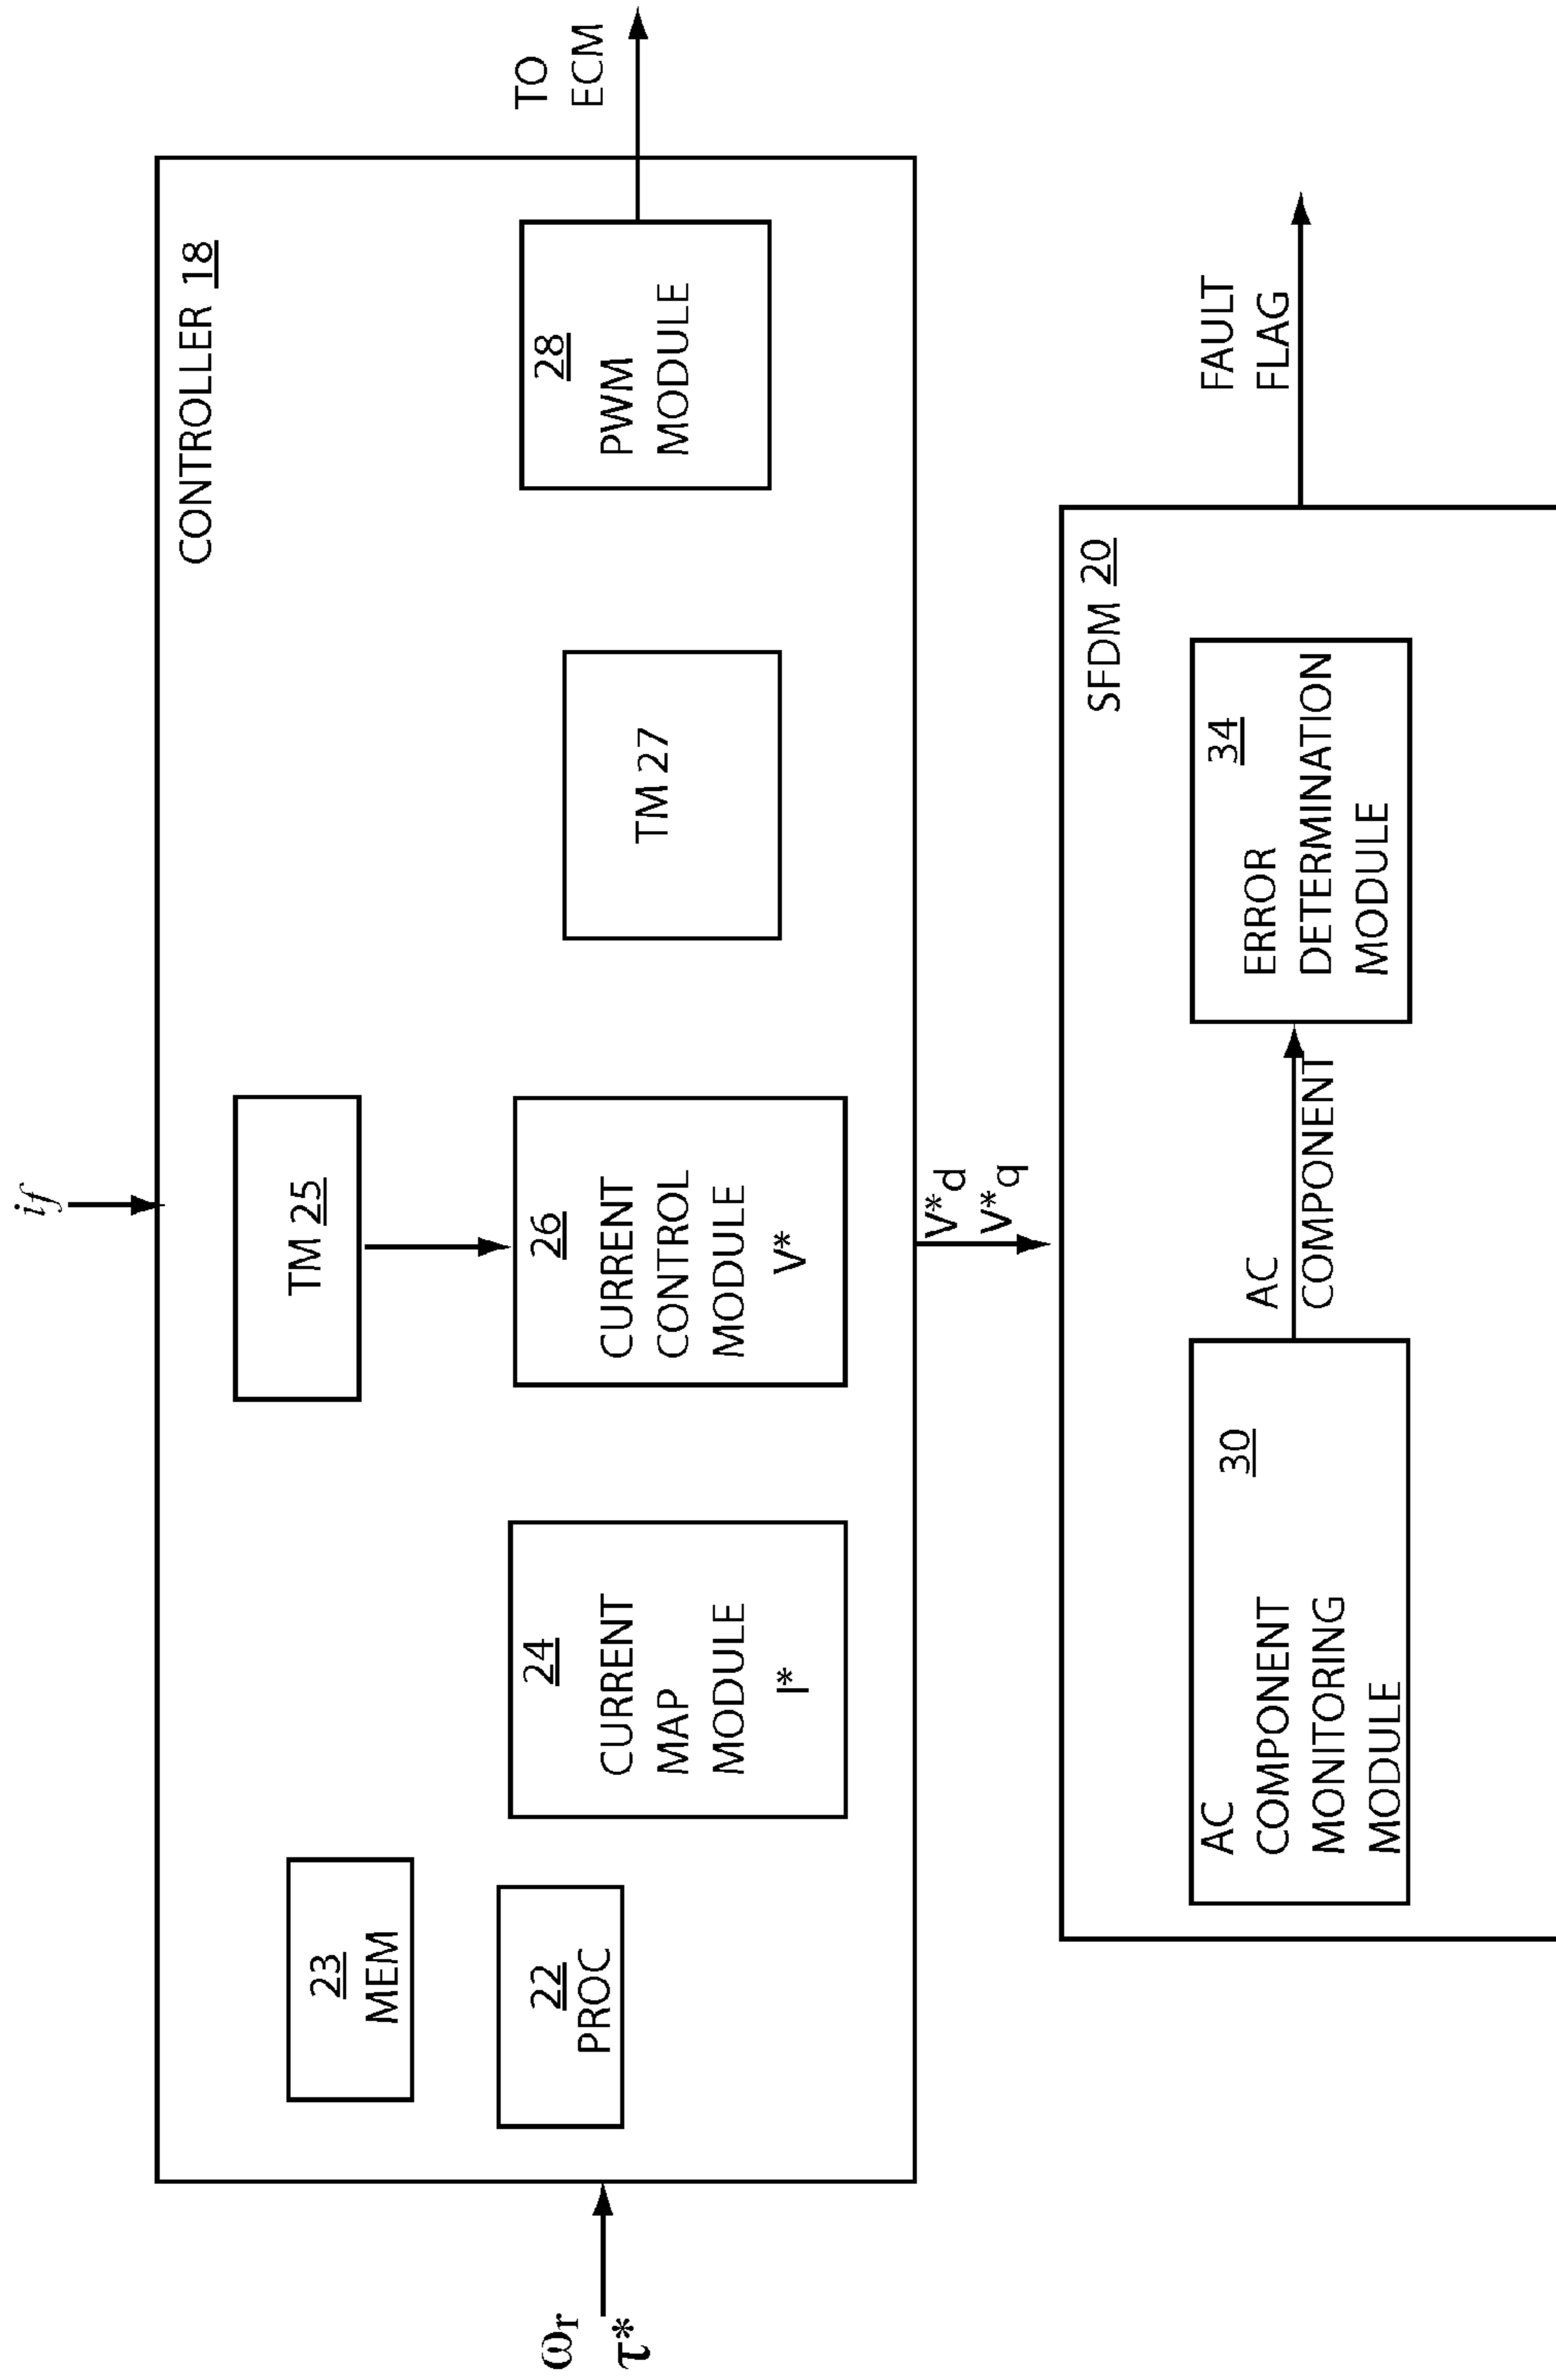 if
CONTROLLER 18
23
MEM
TM 25
22
PROC
24
CURRENT
MAP
MODULE
I*
26
CURRENT
CONTROL
MODULE
V*
TM 27
28
PWM
MODULE
TO
ECM
ωr
τ*
V*d
V*q
SFDM 20
AC
COMPONENT
MONITORING
MODULE
30
AC
COMPONENT
34
ERROR
DETERMINATION
MODULE
FAULT
FLAG